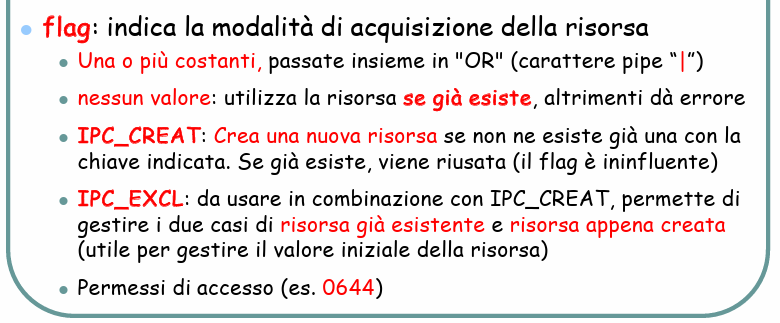 flag: indica la modalità di acquisizione della risorsa
Una o più costanti, passate insieme in "OR" (carattere pipe “|”)
nessun valore: utilizza la risorsa se già esiste, altrimenti dà errore
IPC_CREAT: Crea una nuova risorsa se non ne esiste già una con la
chiave indicata. Se già esiste, viene riusata (il flag è ininfluente)
IPC_EXCL: da usare in combinazione con IPC_CREAT, permette di
gestire i due casi di risorsa già esistente e risorsa appena creata
(utile per gestire il valore iniziale della risorsa)
Permessi di accesso (es. 0644)